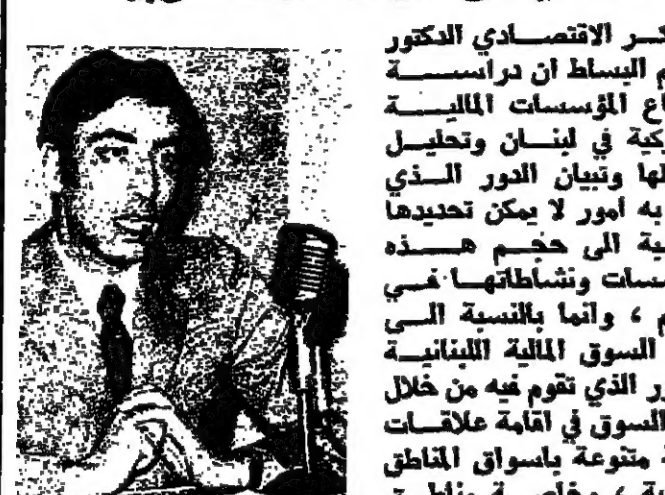 كر الاقتصادي الدكتور
م البساط ان دراسة
اع المؤسسات المالية
ركية في لبنان وتحليل
لها وتبيان الدور الذي
به أمور لا يمكن تحديدها
ية الى حجم هذه
سسات ونشاطاتها في
م ، وانما بالنسبة الى
السوق المالية اللبنانية
ور الذي تقوم فيه من خلال
السوق في اقامة علاقات
ة متنوعة باسواق المناطق